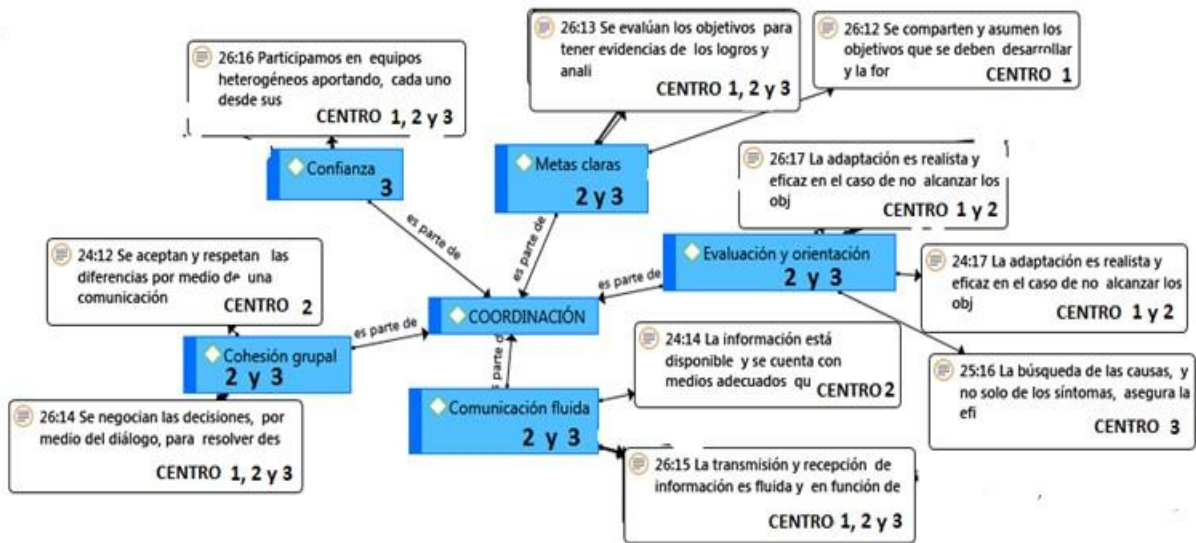 26:13 Se evalúan los objetivos para
tener evidencias de los logros y
anali
CENTRO 1, 2 y 3
26:12 Se comparten y asumen los
objetivos que se deben desarrollar
y la for
CENTRO 1
26:16 Participamos en equipos
heterogéneos aportando, cada uno
desde sus
CENTRO 1, 2 y 3
Confianza
3
Metas claras
2 y 3
26:17 La adaptación es realista y
eficaz en el caso de no alcanzar los
obj
CENTRO 1 y 2
es parte de
es parte de
24:12 Se aceptan y respetan las
diferencias por medio de una
comunicación
CENTRO 2
Evaluación y orientación
2 y 3
es parte de
24:17 La adaptación es realista y
eficaz en el caso de no alcanzar los
obj
CENTRO 1 y 2
COORDINACIÓN
es parte de
Cohesión grupal
2 y 3
es parte de
24:14 La información está
disponible y se cuenta con
medios adecuados qu
CENTRO 2
25:16 La búsqueda de las causas, y
no solo de los síntomas, asegura la
efi
CENTRO 3
Comunicación fluida
2 y 3
26:14 Se negocian las decisiones, por
medio del diálogo, para resolver des
CENTRO 1, 2 y 3
26:15 La transmisión y recepción de
información es fluida y en función de
CENTRO 1, 2 y 3